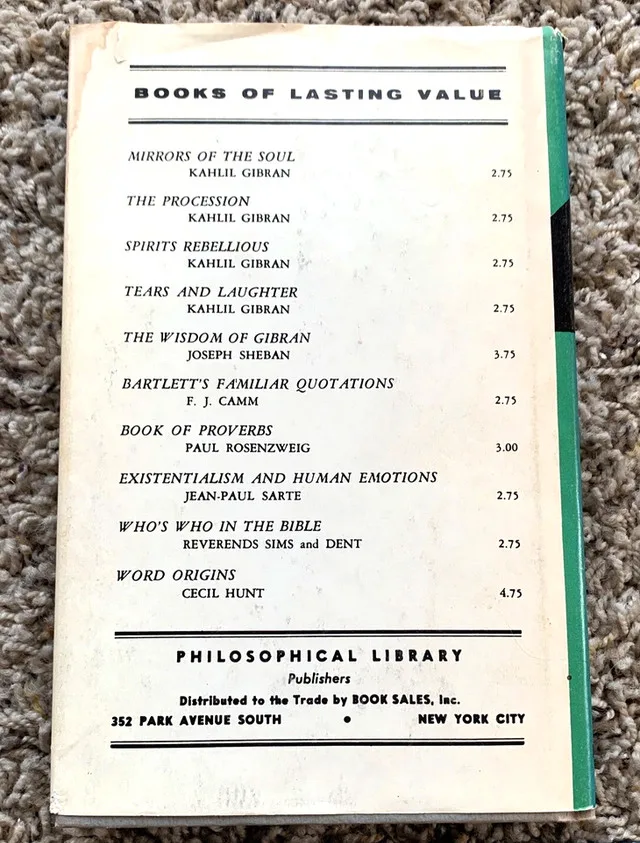 BOOKS OF LASTING VALUE
MIRRORS OF THE SOUL
KAHLIL GIBRAN 2.75
THE PROCESSION
KAHLIL GIBRAN 2.75
SPIRITS REBELLIOUS
KAHLIL GIBRAN 2.75
TEARS AND LAUGHTER
KAHLIL GIBRAN 2.75
THE WISDOM OF GIBRAN
JOSEPH SHEBAN 3.75
BARTLETT'S FAMILIAR QUOTATIONS
F. J. CAMM 2.75
BOOK OF PROVERBS
PAUL ROSENZWEIG 3.00
EXISTENTIALISM AND HUMAN EMOTIONS
JEAN-PAUL SARTE 2.75
WHO'S WHO IN THE BIBLE
REVERENDS SIMS and DENT 2.75
WORD ORIGINS
CECIL HUNT 4.75
PHILOSOPHICAL LIBRARY
Publishers
Distributed to the Trade by BOOK SALES, Inc.
352 PARK AVENUE SOUTH • NEW YORK CITY